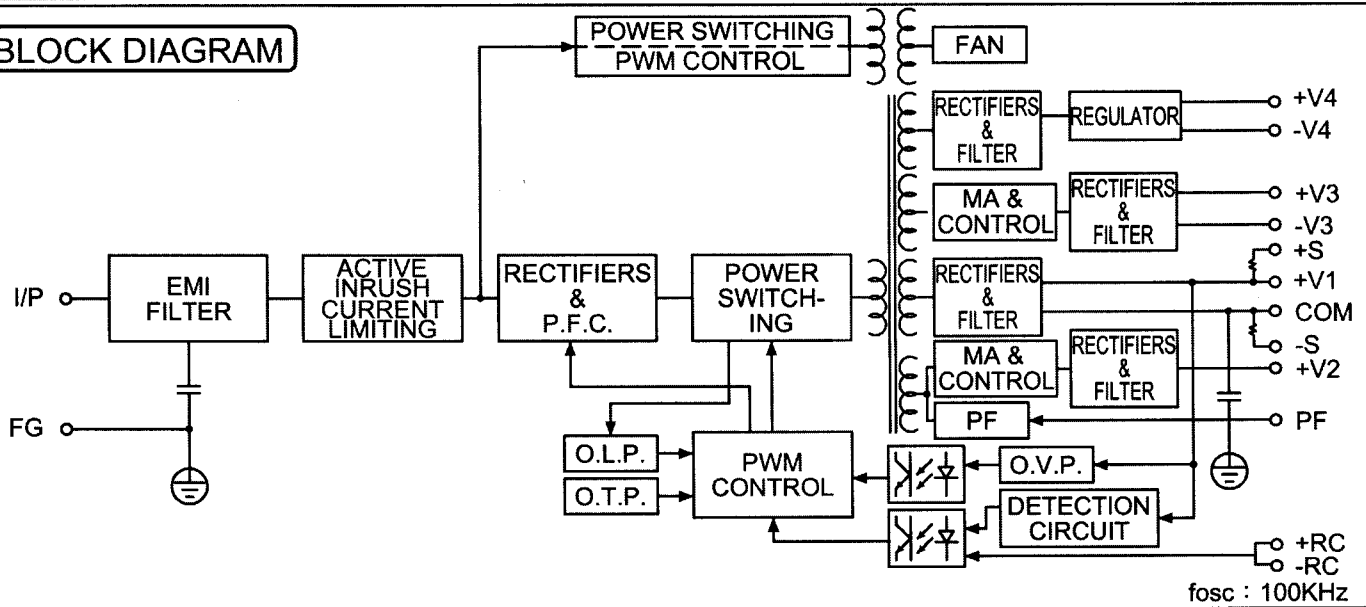 BLOCK DIAGRAM
POWER SWITCHING
PWM CONTROL
FAN
RECTIFIERS
&
FILTER
REGULATOR
+V4
-V4
MA &
CONTROL
RECTIFIERS
&
FILTER
+V3
-V3
I/P
EMI
FILTER
ACTIVE
INRUSH
CURRENT
LIMITING
RECTIFIERS
&
P.F.C.
POWER
SWITCH-
ING
RECTIFIERS
&
FILTER
+S
+V1
COM
-S
MA &
CONTROL
RECTIFIERS
&
FILTER
+V2
PF
PF
FG
O.L.P.
O.T.P.
PWM
CONTROL
O.V.P.
DETECTION
CIRCUIT
+RC
-RC
fosc : 100KHz